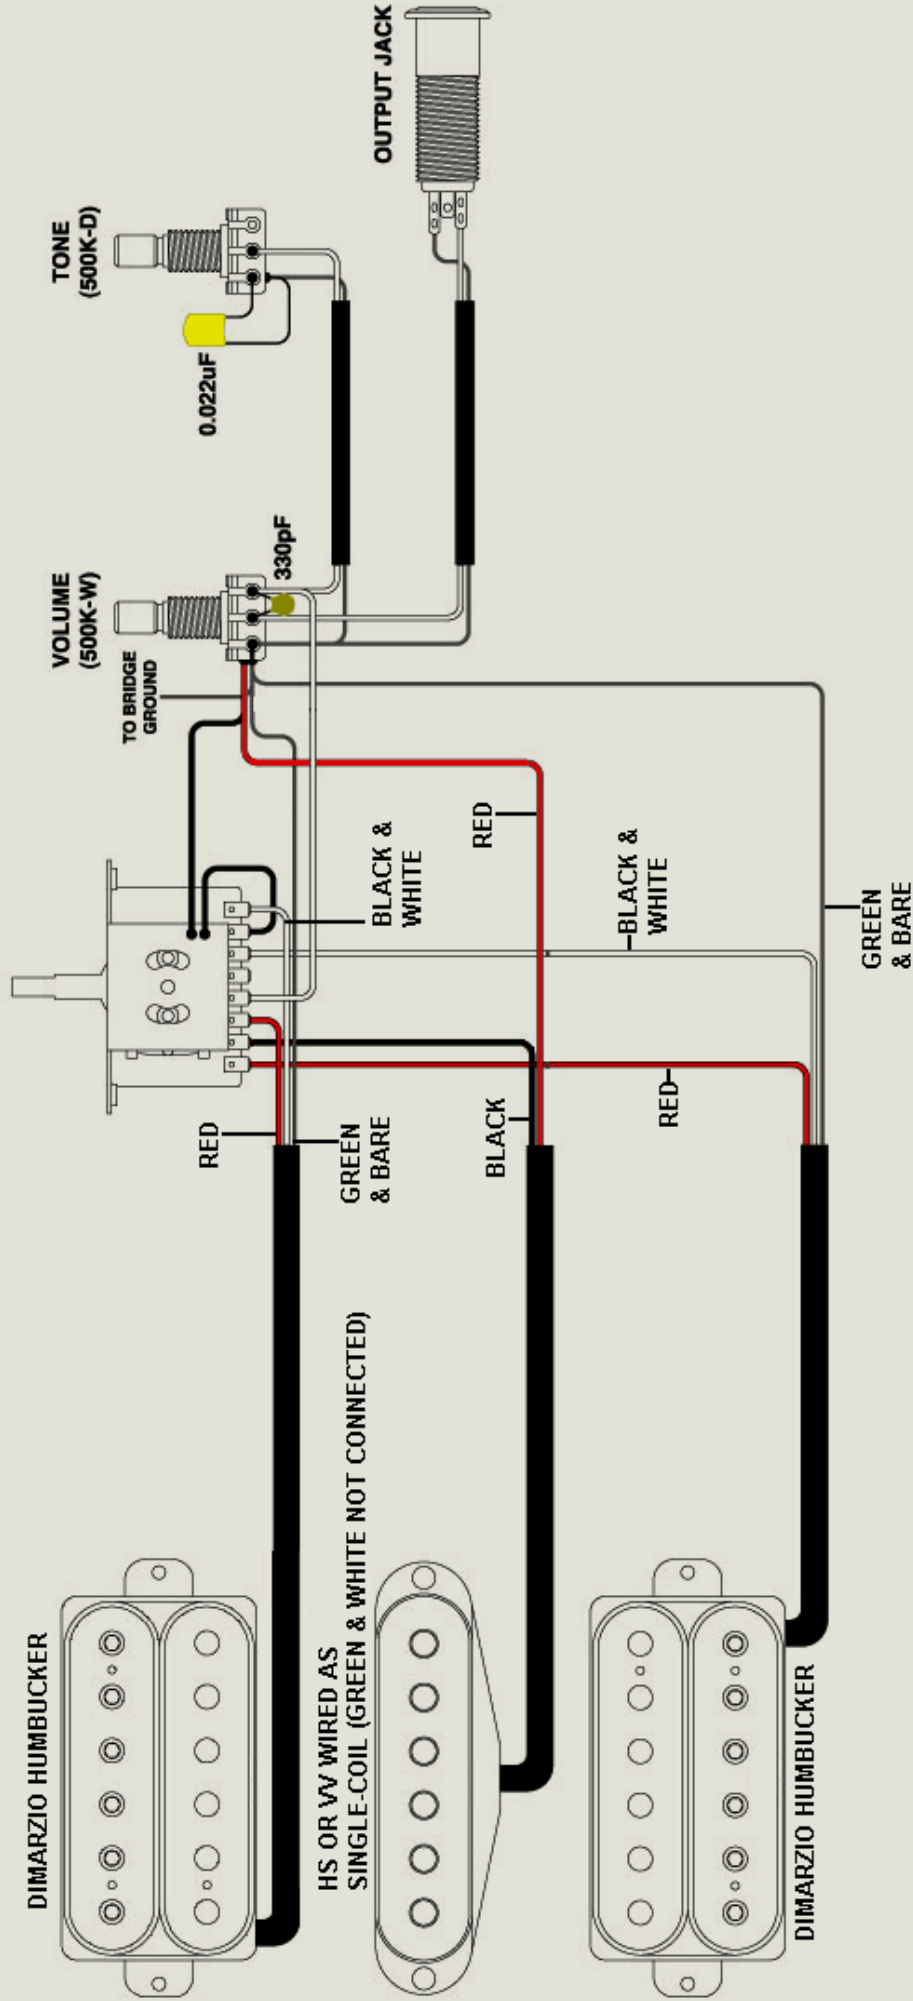 DIMARZIO HUMBUCKER
HS OR VV WIRED AS
SINGLE-COIL (GREEN & WHITE NOT CONNECTED)
DIMARZIO HUMBUCKER
RED
GREEN
& BARE
BLACK
RED
BLACK &
WHITE
RED
BLACK &
WHITE
GREEN
& BARE
TO BRIDGE
GROUND
VOLUME
(500K-W)
330pF
0.022uF
TONE
(500K-D)
OUTPUT JACK